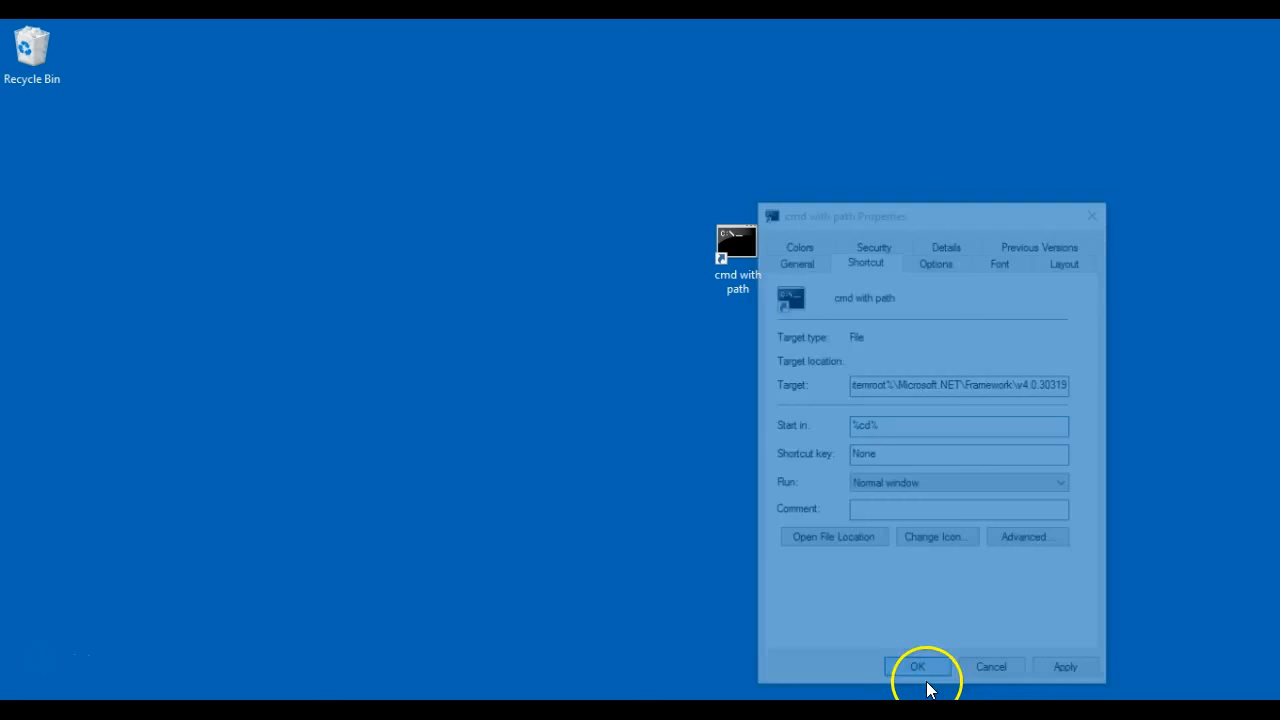 Recycle Bin
cmd with
path
cmd with path Properties
Colors Security Details Previous Versions
General Shortcut Options Font Layout
cmd with path
Target type: File
Target location:
Target: itemroot%\Microsoft.NET\Framework\v4.0.30319
Start in: %cd%
Shortcut key: None
Run: Normal window
Comment:
Open File Location Change Icon... Advanced...
OK Cancel Apply